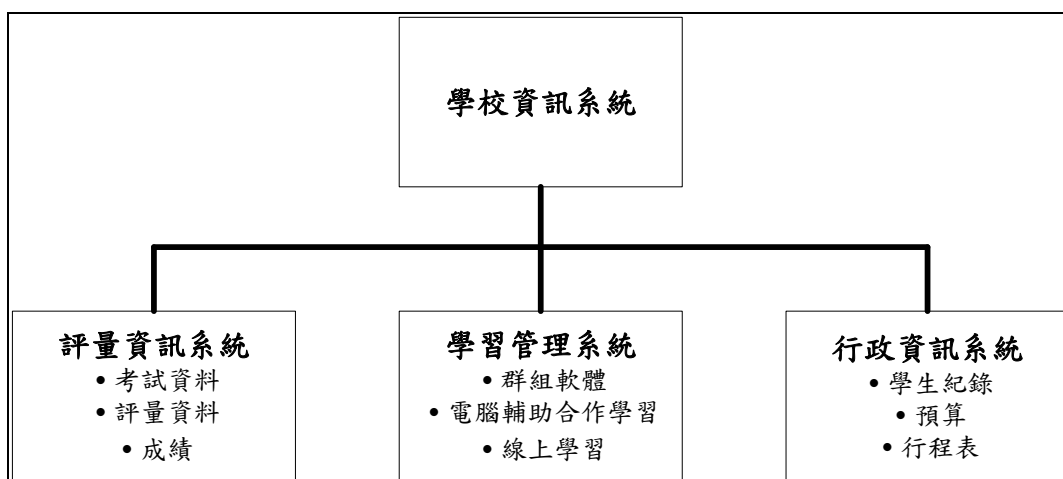 學校資訊系統
評量資訊系統
• 考試資料
• 評量資料
• 成績
學習管理系統
• 群組軟體
• 電腦輔助合作學習
• 線上學習
行政資訊系統
• 學生紀錄
• 預算
• 行程表